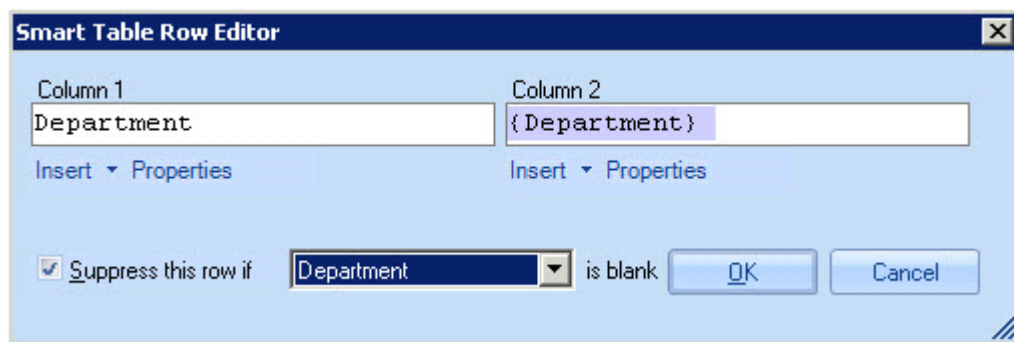 Smart Table Row Editor
Column 1 Column 2
Department {Department}
Insert Properties Insert Properties
Suppress this row if Department is blank OK Cancel